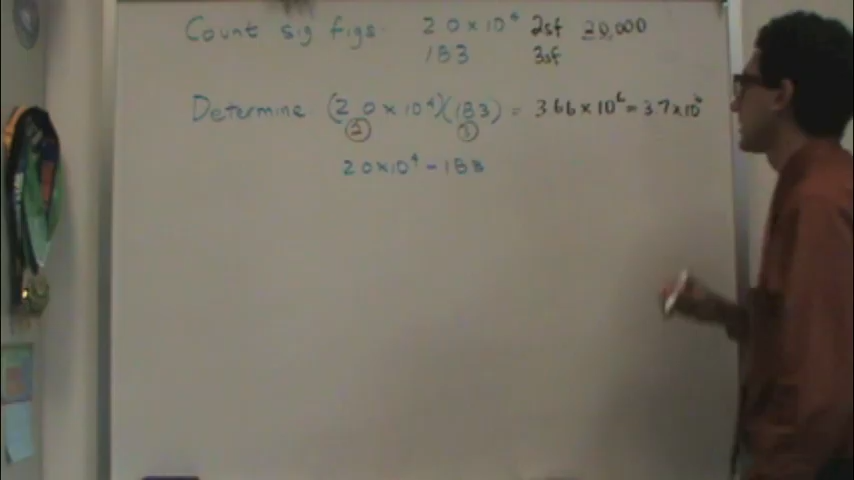 Count sig figs. 2.0 × 10⁴ 2sf 20,000
183 3sf
Determine: (2.0 × 10⁴)(183) = 3.66 × 10⁶ = 3.7 × 10⁶
2 3
2.0 × 10⁴ - 183